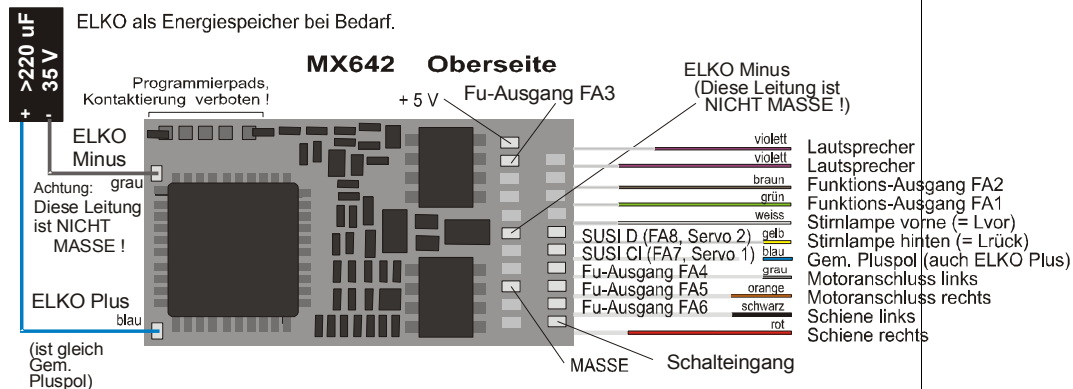 >220 uF
35 V
+ -
ELKO als Energiespeicher bei Bedarf.
MX642 Oberseite
Programmierpads,
Kontaktierung verboten !
+ 5 V
Fu-Ausgang FA3
ELKO Minus
(Diese Leitung ist
NICHT MASSE !)
ELKO
Minus
grau
Achtung:
Diese Leitung
ist NICHT
MASSE !
ELKO Plus
blau
(ist gleich
Gem.
Pluspol)
violett Lautsprecher
violett Lautsprecher
braun Funktions-Ausgang FA2
grün Funktions-Ausgang FA1
weiss Stirnlampe vorne (= Lvor)
SUSI D (FA8, Servo 2) gelb Stirnlampe hinten (= Lrück)
SUSI Cl (FA7, Servo 1) blau Gem. Pluspol (auch ELKO Plus)
Fu-Ausgang FA4 grau Motoranschluss links
Fu-Ausgang FA5 orange Motoranschluss rechts
Fu-Ausgang FA6 schwarz Schiene links
rot Schiene rechts
MASSE
Schalteingang